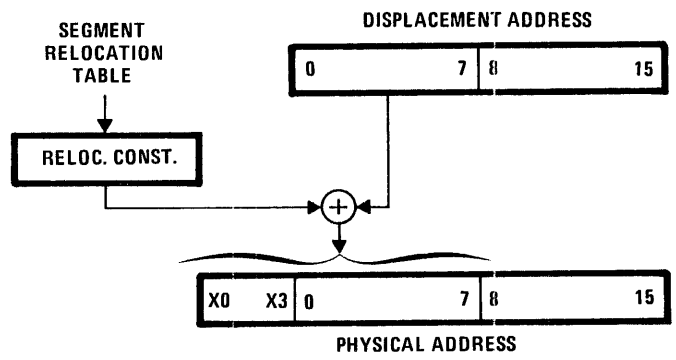 DISPLACEMENT ADDRESS
SEGMENT
RELOCATION
TABLE
0 7 8 15
RELOC. CONST.
+
X0 X3 0 7 8 15
PHYSICAL ADDRESS